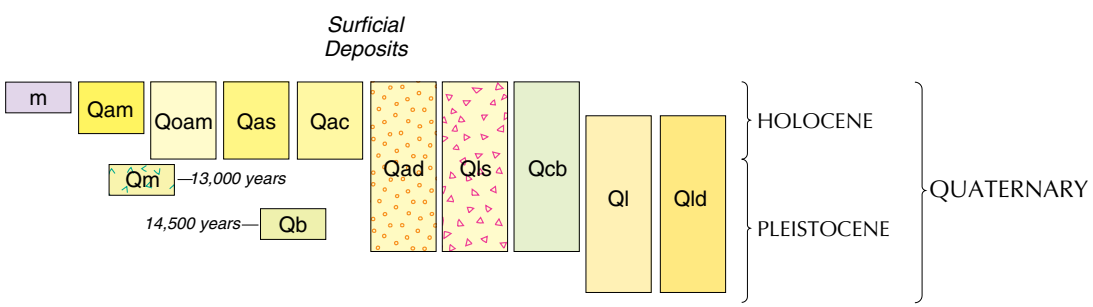 Surficial
Deposits
m
Qam
Qoam
Qas
Qac
Qad
Qls
Qcb
Ql
Qld
Qm
13,000 years
14,500 years
Qb
HOLOCENE
PLEISTOCENE
QUATERNARY